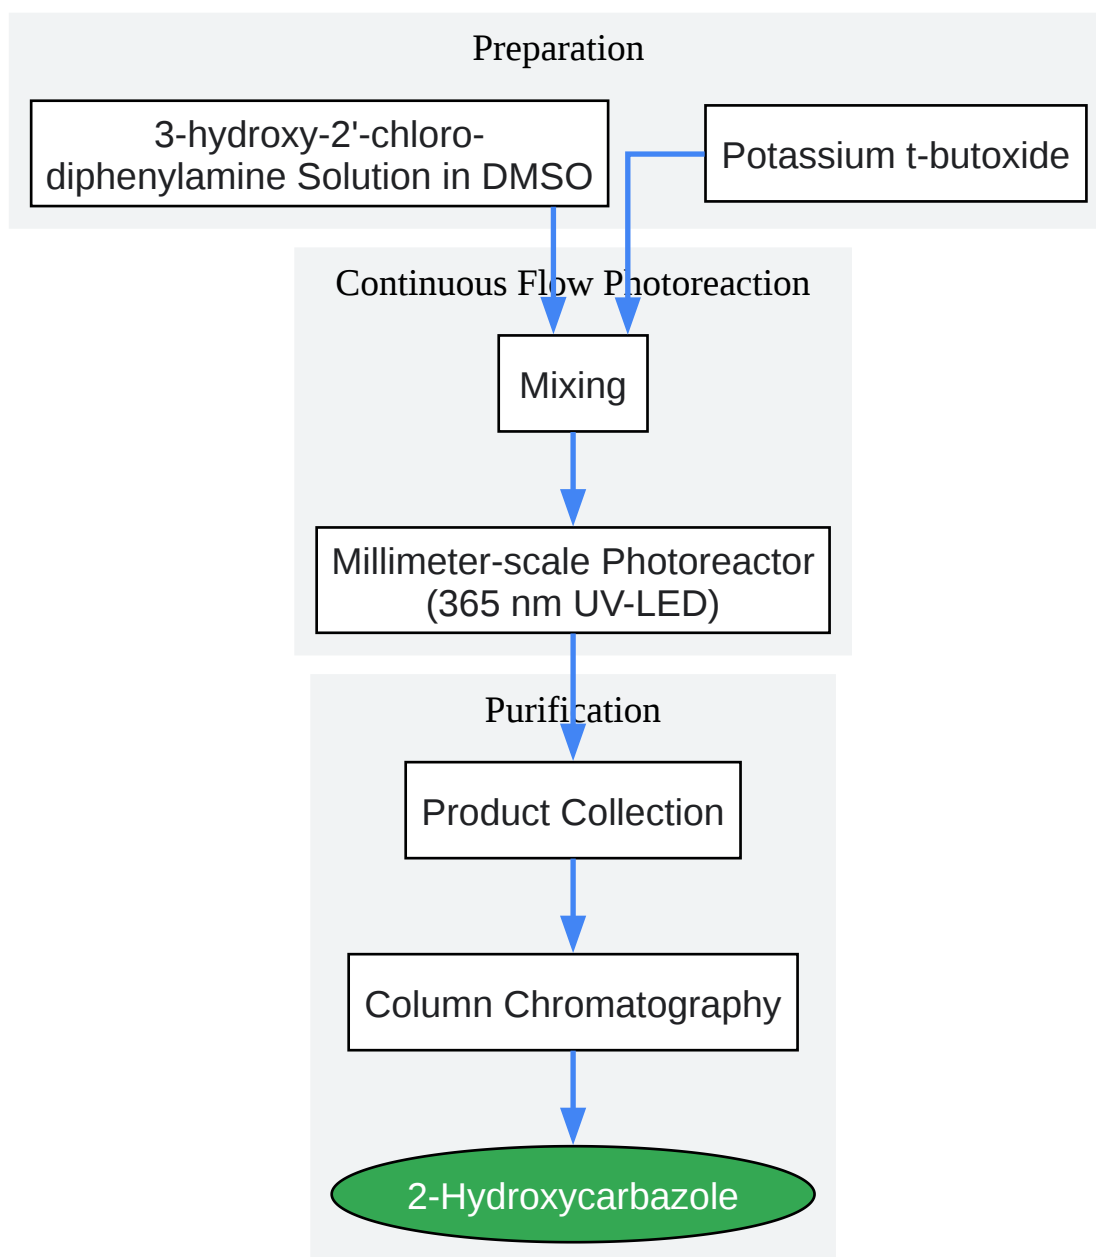 Preparation
3-hydroxy-2'-chloro-
diphenylamine Solution in DMSO
Potassium t-butoxide
Continuous Flow Photoreaction
Mixing
Millimeter-scale Photoreactor
(365 nm UV-LED)
Purification
Product Collection
Column Chromatography
2-Hydroxycarbazole